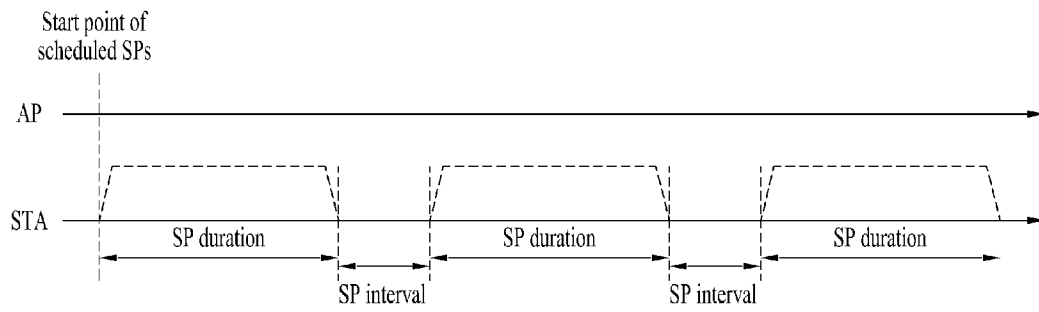 Start point of
scheduled SPs
AP
STA
SP duration
SP duration
SP duration
SP interval
SP interval